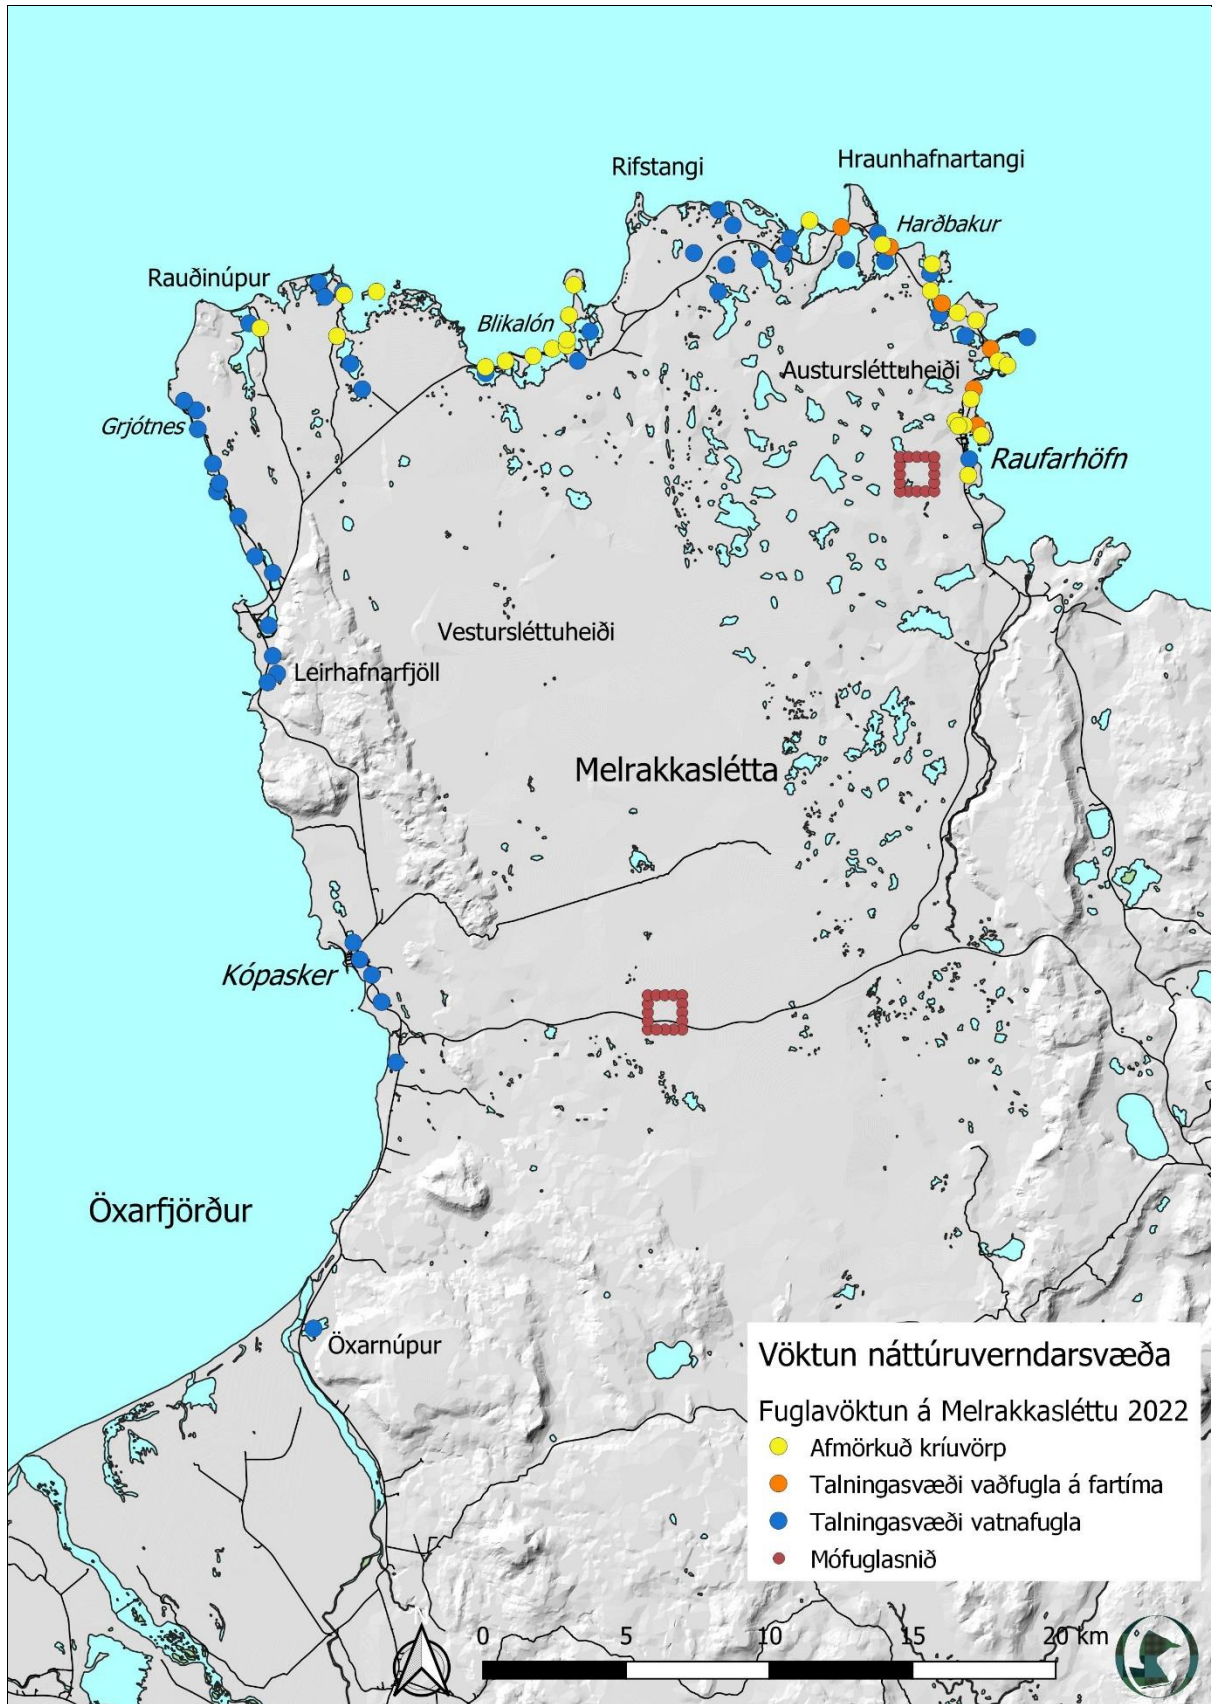 Hraunhafnartangi
Rifstangi
Harðbakur
Rauðinúpur
Blikalón
Austursléttuheiði
Grjótnes
Raufarhöfn
Vestursléttuheiði
Leirhafnarfjöll
Melrakkaslétta
Kópasker
Öxarfjörður
Öxarnúpur
Vöktun náttúruverndarsvæða
Fuglavöktun á Melrakkasléttu 2022
Afmörkuð kríuvörp
Talningasvæði vaðfugla á fartíma
Talningasvæði vatnafugla
Mófuglasnið
0 5 10 15 20 km